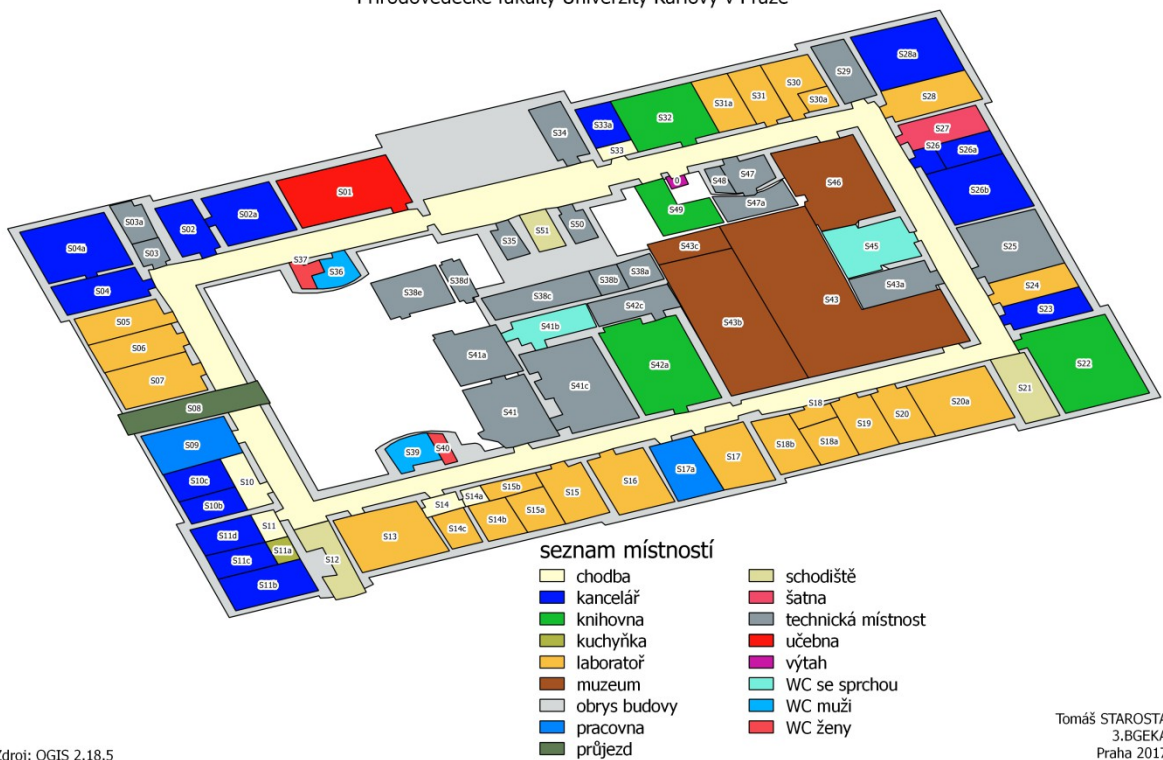 Přírodovědecké fakulty Univerzity Karlovy v Praze
S28a
S29
S30
S28
S31
S30a
S31a
S33a
S32
S27
S34
S33
S26
S26a
S48
S47
0
S46
S26b
S01
S47a
S02a
S49
S03a
S02
S50
S51
S35
S45
S25
S04a
S03
S43c
S37
S36
S38a
S38d
S38b
S43a
S24
S04
S38e
S38c
S42c
S43
S23
S05
S41b
S43b
S06
S41a
S42a
S22
S07
S41c
S21
S08
S41
S18
S20a
S20
S19
S09
S39
S40
S18b
S18a
S17
S10c
S10
S17a
S16
S14a
S15b
S15
S10b
S14
S15a
S11
S13
S14c
S14b
S11d
S11a
S12
S11c
S11b
seznam místností
chodba
kancelář
knihovna
kuchyňka
laboratoř
muzeum
obrys budovy
pracovna
průjezd
schodiště
šatna
technická místnost
učebna
výtah
WC se sprchou
WC muži
WC ženy
Zdroj: QGIS 2.18.5
Tomáš STAROSTA
3.BGEKA
Praha 2017